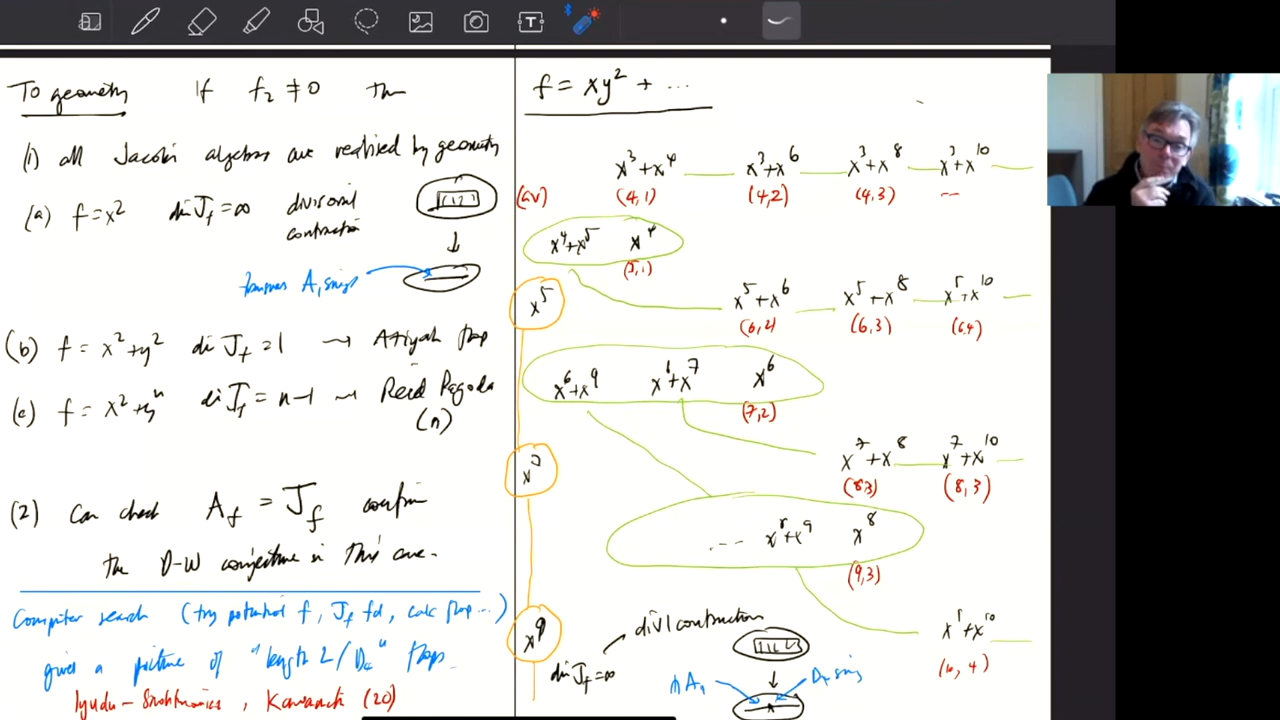 To geometry If f₂ ≠ 0 then
(1) all Jacobi algebras are realised by geometry
(a) f = x² dim J_f = ∞ divisorial contraction
A₁ sings
(b) f = x² + y² dim J_f = 1 ⇝ Atiyah flop
(c) f = x² + yⁿ dim J_f = n-1 ⇝ Reid Pagoda
(n)
(2) Can check A_f = J_f confirm
the D-W conjecture in this case.
Computer search (try potential f, J_f fd, calc flop ...)
gives a picture of "length 2/D₄" flops.
Kawamata (20)
f = xy² + ...
x³+x⁴ x³+x⁶ x³+x⁸ x³+x¹⁰
(GV) (4,1) (4,2) (4,3) ...
x⁴+x⁵ x⁴
(5,1)
x⁵
x⁵+x⁶ x⁵+x⁸ x⁵+x¹⁰
(6,2) (6,3) (6,4)
x⁶+x⁹ x⁶+x⁷ x⁶
(7,2)
x⁷
x⁷+x⁸ x⁷+x¹⁰
(8,3) (8,3)
... x⁸+x⁹ x⁸
(9,3)
x⁹
div'l contraction
dim J_f = ∞
D₄ sing
(10,4)